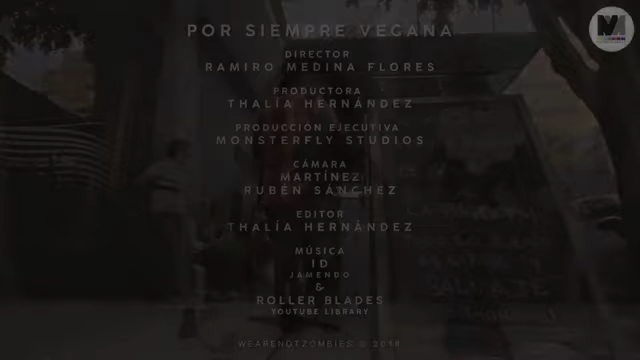 POR SIEMPRE VEGANA
DIRECTOR
RAMIRO MEDINA FLORES
PRODUCTORA
THALÍA HERNÁNDEZ
PRODUCCIÓN EJECUTIVA
MONSTERFLY STUDIOS
CÁMARA
MARTÍNEZ
RUBÉN SÁNCHEZ
EDITOR
THALÍA HERNÁNDEZ
MÚSICA
ID
JAMENDO
&
ROLLER BLADES
YOUTUBE LIBRARY
WEARENOTZOMBIES © 2018